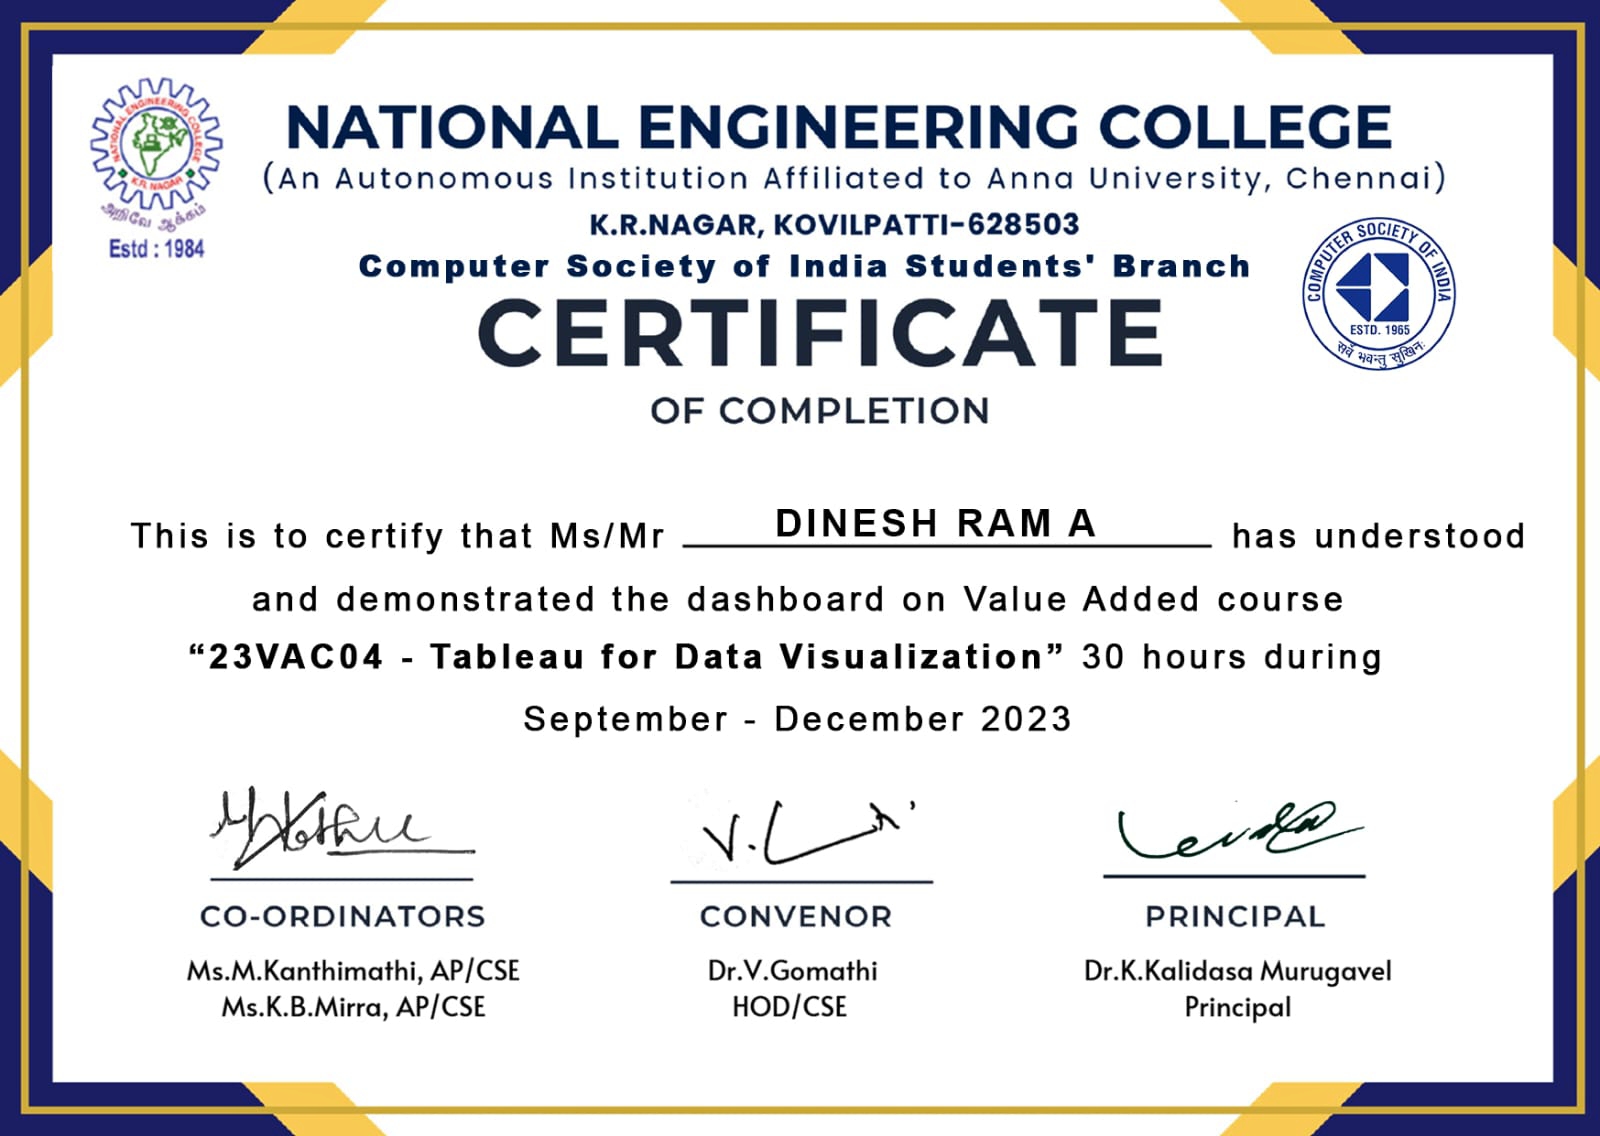 NATIONAL ENGINEERING COLLEGE
(An Autonomous Institution Affiliated to Anna University, Chennai)
K.R.NAGAR, KOVILPATTI-628503
Computer Society of India Students' Branch
NATIONAL ENGINEERING COLLEGE
K.R. NAGAR
அறிவே ஆக்கம்
Estd : 1984
COMPUTER SOCIETY OF INDIA
ESTD. 1965
सर्वे भवन्तु सुखिनः
CERTIFICATE
OF COMPLETION
This is to certify that Ms/Mr DINESH RAM A has understood
and demonstrated the dashboard on Value Added course
“23VAC04 - Tableau for Data Visualization” 30 hours during
September - December 2023
CO-ORDINATORS
Ms.M.Kanthimathi, AP/CSE
Ms.K.B.Mirra, AP/CSE
CONVENOR
Dr.V.Gomathi
HOD/CSE
PRINCIPAL
Dr.K.Kalidasa Murugavel
Principal